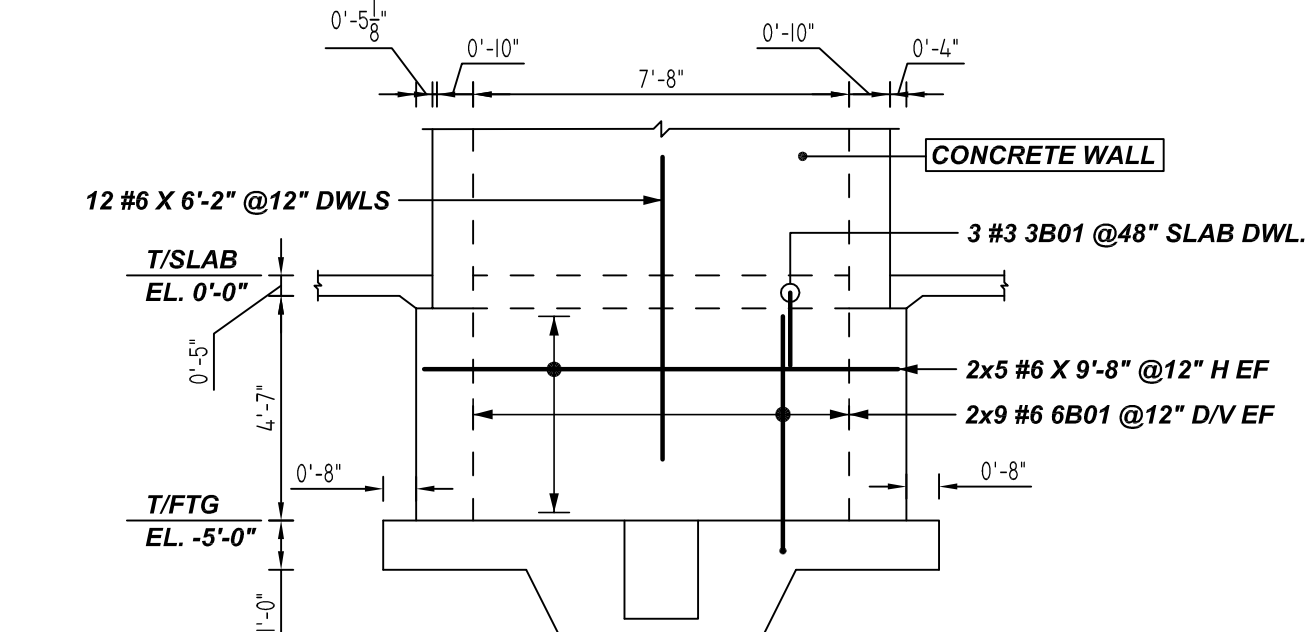 0'-5 1/8"
0'-10"
7'-8"
0'-10"
0'-4"
CONCRETE WALL
12 #6 X 6'-2" @12" DWLS
3 #3 3B01 @48" SLAB DWL.
T/SLAB
EL. 0'-0"
0'-5"
2x5 #6 X 9'-8" @12" H EF
4'-7"
2x9 #6 6B01 @12" D/V EF
0'-8"
0'-8"
T/FTG
EL. -5'-0"
1'-0"